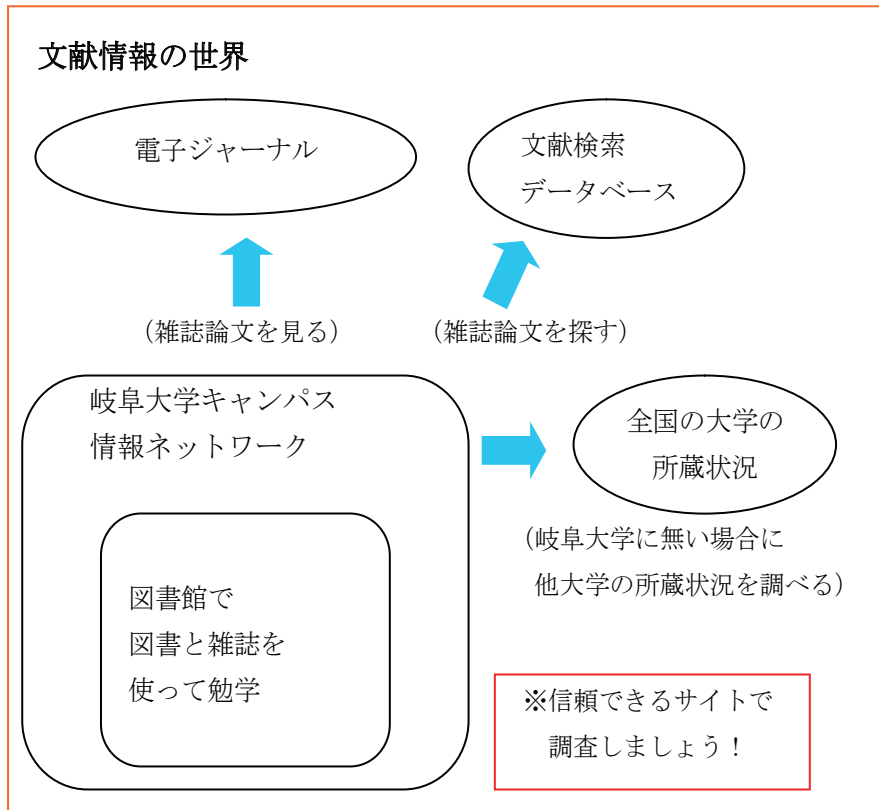 文献情報の世界
電子ジャーナル
文献検索
データベース
（雑誌論文を見る）
（雑誌論文を探す）
岐阜大学キャンパス
情報ネットワーク
全国の大学の
所蔵状況
（岐阜大学に無い場合に
他大学の所蔵状況を調べる）
図書館で
図書と雑誌を
使って勉学
※信頼できるサイトで
調査しましょう！